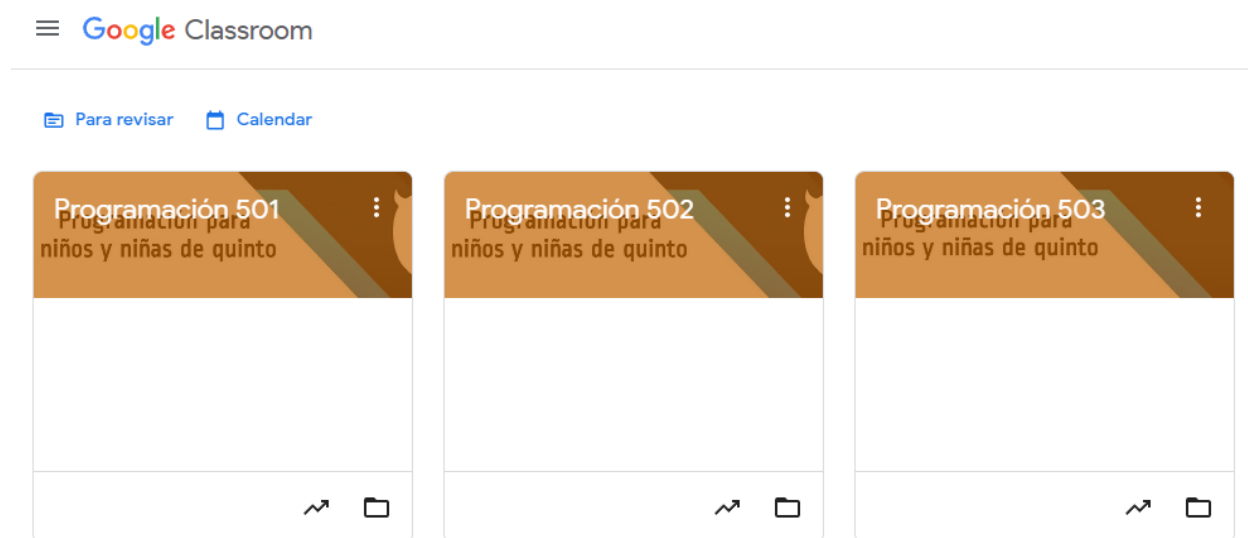 Google Classroom
Para revisar Calendar
Programación 501
Programación para
niños y niñas de quinto
Programación 502
Programación para
niños y niñas de quinto
Programación 503
Programación para
niños y niñas de quinto